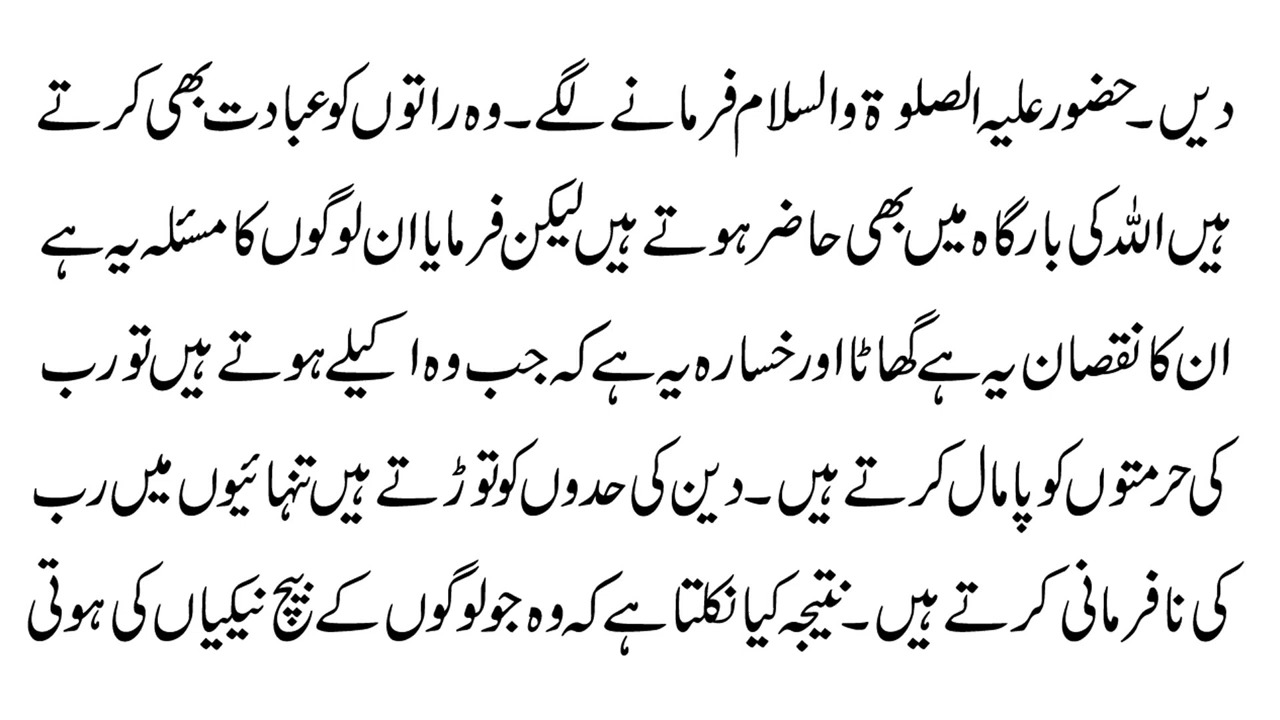 دیں۔ حضور علیہ الصلوۃ والسلام فرمانے لگے۔ وہ راتوں کو عبادت بھی کرتے
ہیں اللہ کی بارگاہ میں بھی حاضر ہوتے ہیں لیکن فرمایا ان لوگوں کا مسئلہ یہ ہے
ان کا نقصان یہ ہے گھاٹا اور خسارہ یہ ہے کہ جب وہ اکیلے ہوتے ہیں تو رب
کی حرمتوں کو پامال کرتے ہیں۔ دین کی حدوں کو توڑتے ہیں تنہائیوں میں رب
کی نافرمانی کرتے ہیں۔ نتیجہ کیا نکلتا ہے کہ وہ جو لوگوں کے بیچ نیکیاں کی ہوتی